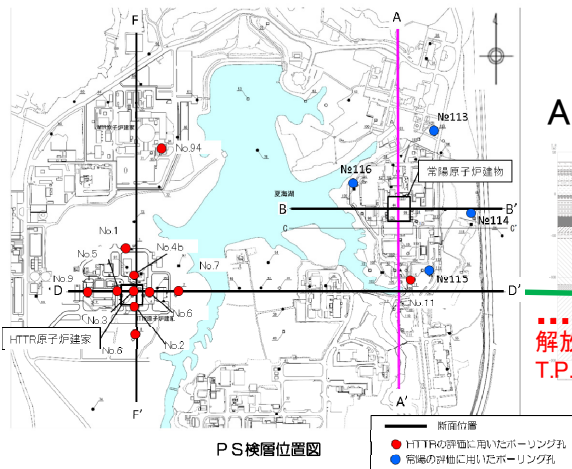 F
A
A
No.94
№113
常陽原子炉建物
№116
夏海湖
B
B'
№114
C
C'
No.1
No.4b
No.5
No.7
№115
No.9
D
D'
No.11
No.3
No.6
HTTR原子炉建家
No.2
No.8
F'
A'
解放
T.P.
PS検層位置図
断面位置
HTTRの評価に用いたボーリング孔
常陽の評価に用いたボーリング孔